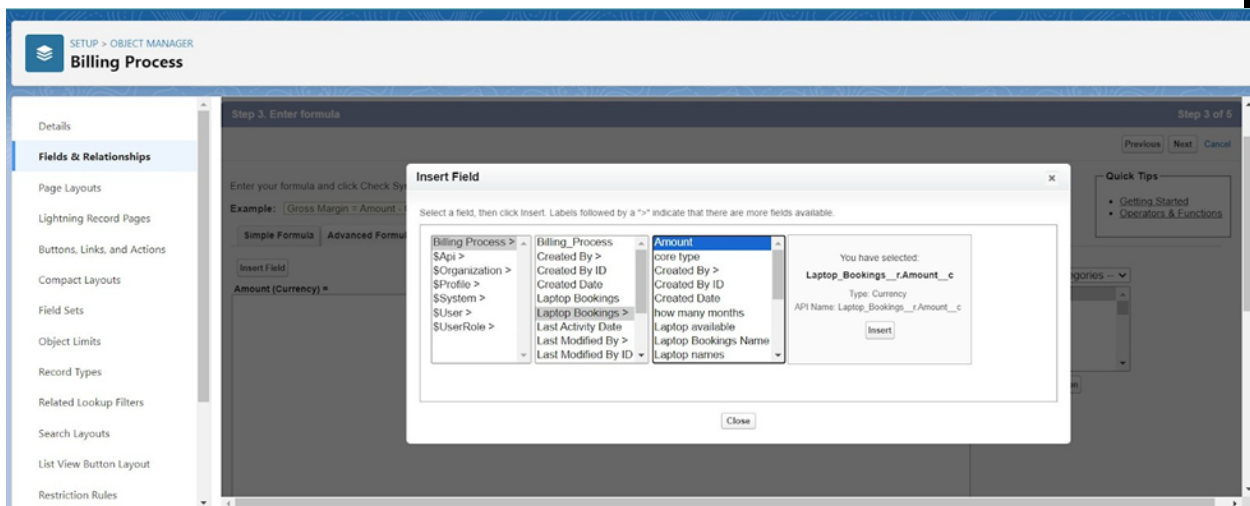 SETUP > OBJECT MANAGER
Billing Process
Details
Fields & Relationships
Page Layouts
Lightning Record Pages
Buttons, Links, and Actions
Compact Layouts
Field Sets
Object Limits
Record Types
Related Lookup Filters
Search Layouts
List View Button Layout
Restriction Rules
Step 3. Enter formula
Step 3 of 5
Previous Next Cancel
Enter your formula and click Check Sy
Example: Gross Margin = Amount -
Simple Formula Advanced Formul
Insert Field
Amount (Currency) =
Quick Tips
Getting Started
Operators & Functions
egories --
Insert Field
x
Select a field, then click Insert. Labels followed by a ">" indicate that there are more fields available.
Billing Process >
$Api >
$Organization >
$Profile >
$System >
$User >
$UserRole >
Billing_Process
Created By >
Created By ID
Created Date
Laptop Bookings
Laptop Bookings >
Last Activity Date
Last Modified By >
Last Modified By ID
Amount
core type
Created By >
Created By ID
Created Date
how many months
Laptop available
Laptop Bookings Name
Laptop names
You have selected:
Laptop_Bookings__r.Amount__c
Type: Currency
API Name: Laptop_Bookings__r.Amount__c
Insert
Close